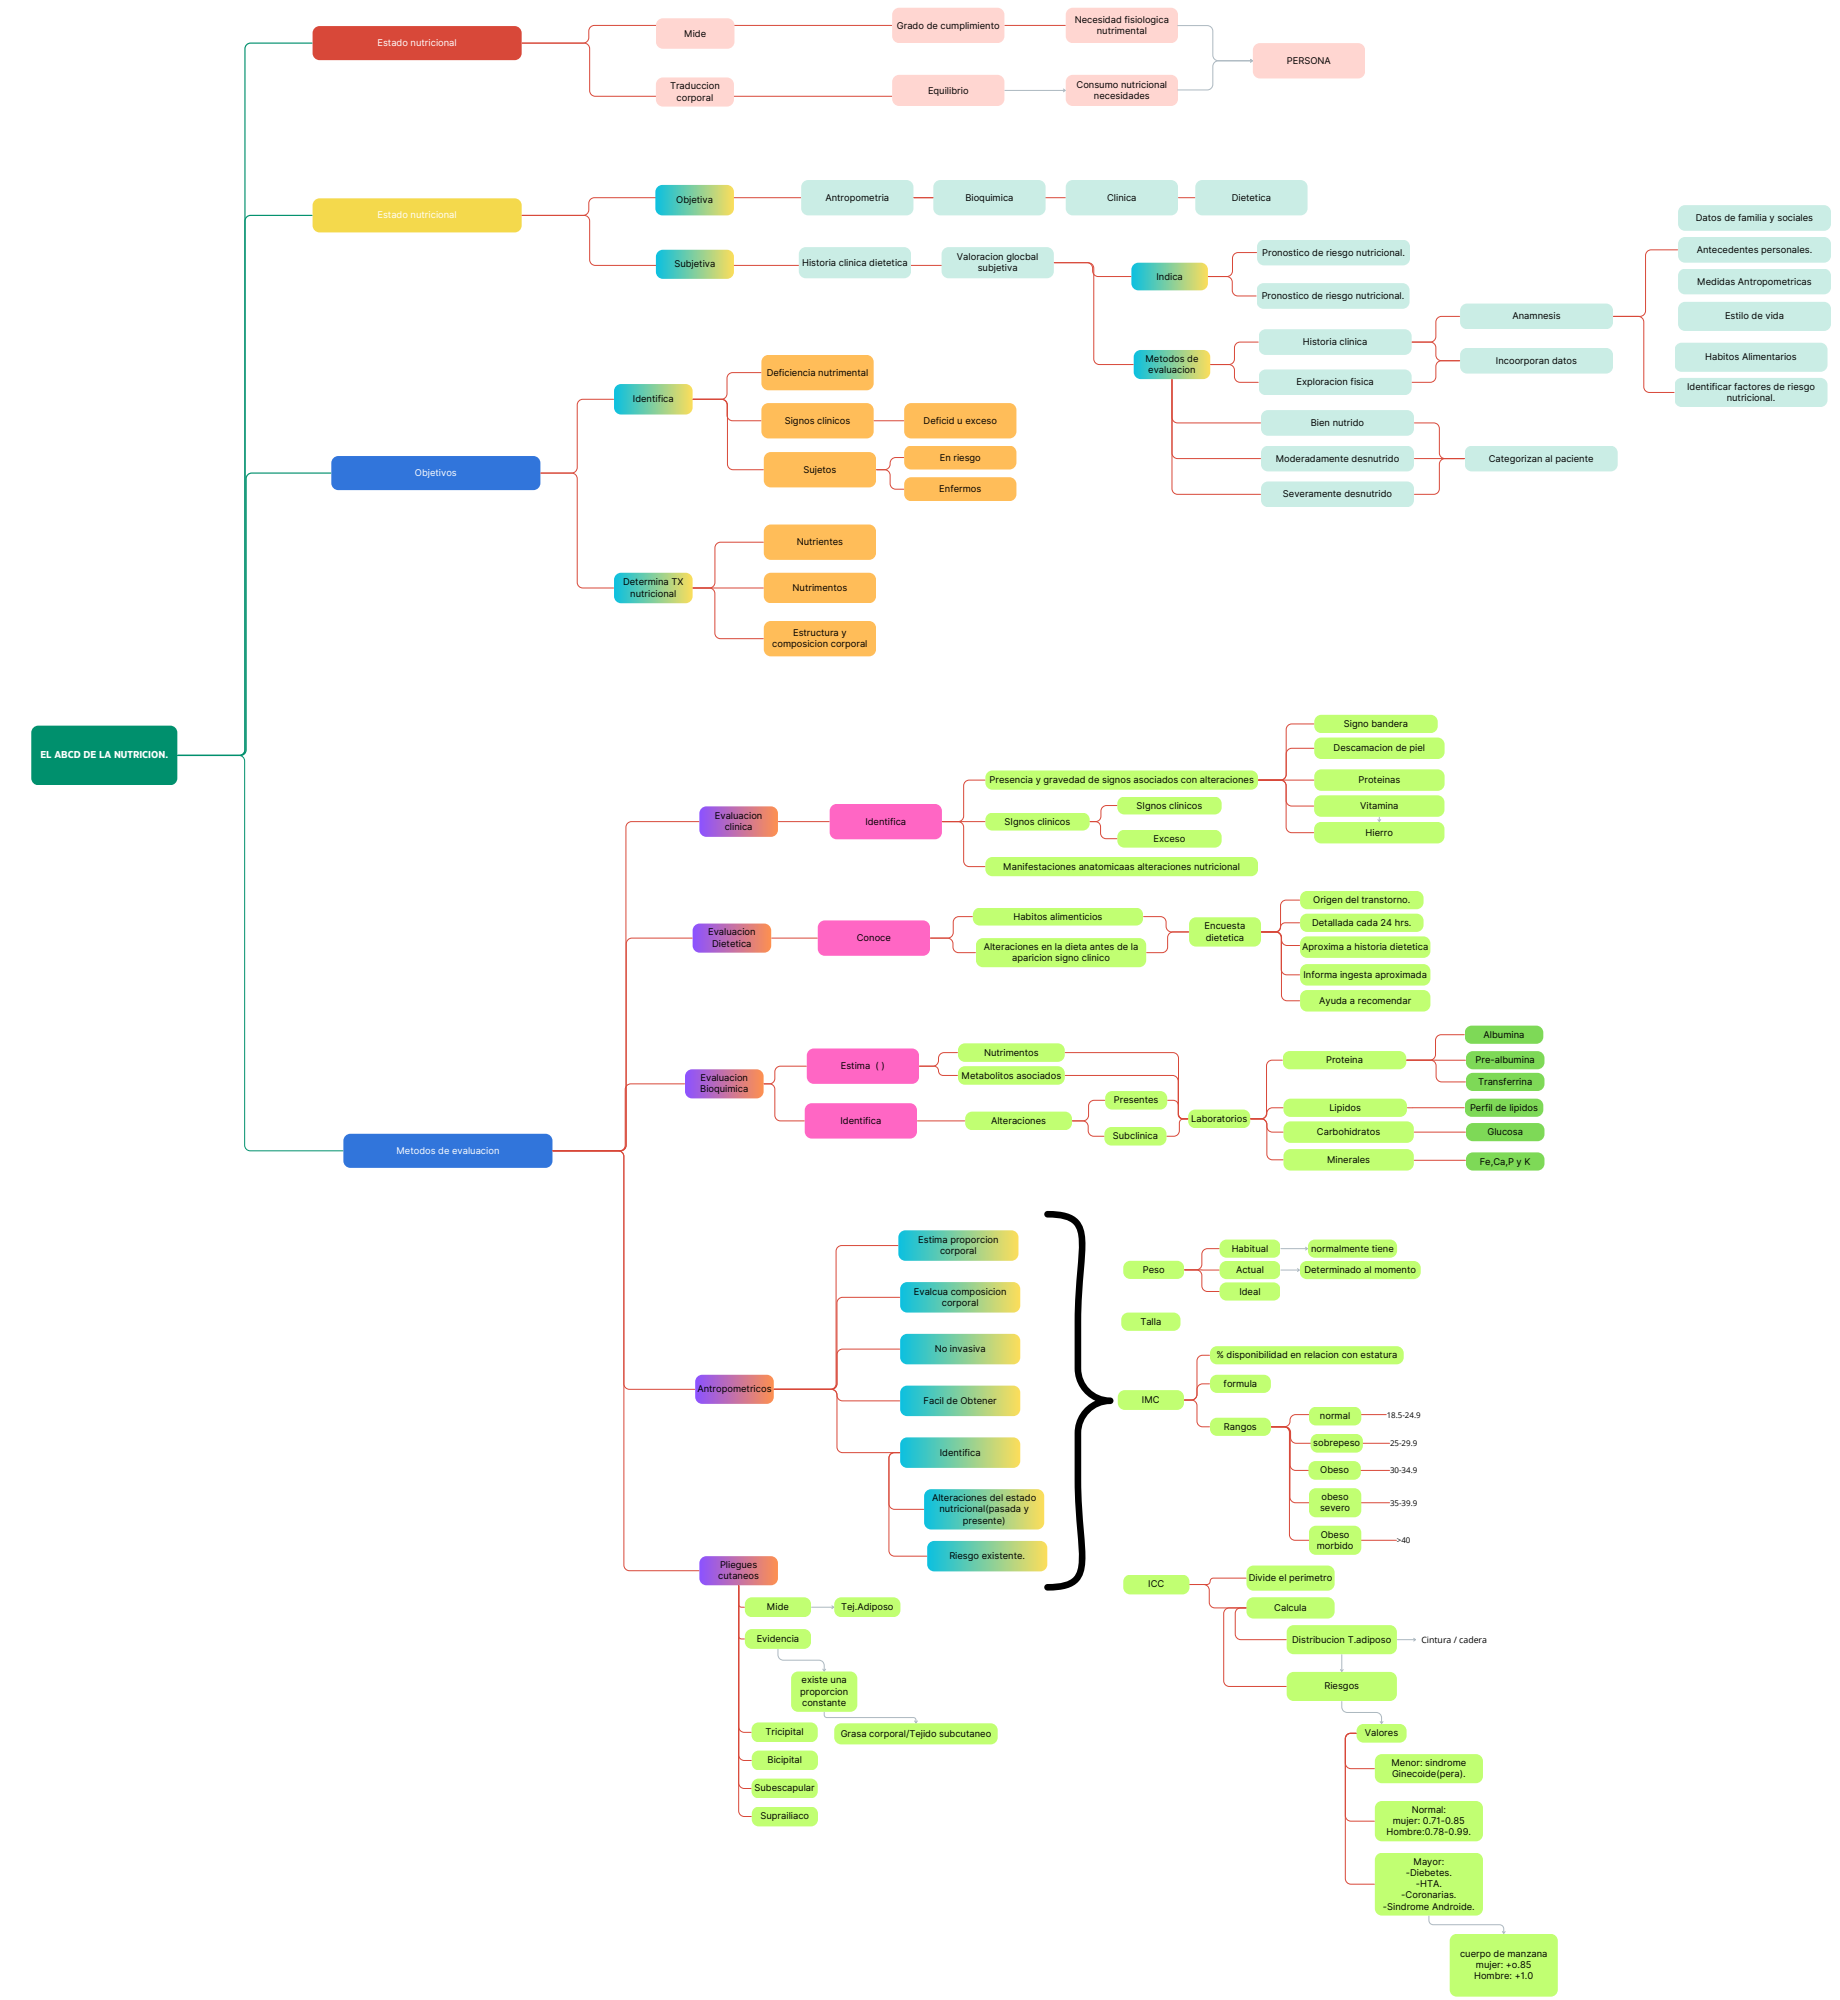 Estado nutricional
Mide
Grado de cumplimiento
Necesidad fisiologica
nutrimental
PERSONA
Traduccion
corporal
Equilibrio
Consumo nutricional
necesidades
Estado nutricional
Objetiva
Antropometria
Bioquimica
Clinica
Dietetica
Subjetiva
Historia clinica dietetica
Valoracion glocbal
subjetiva
Indica
Pronostico de riesgo nutricional.
Pronostico de riesgo nutricional.
Metodos de
evaluacion
Historia clinica
Exploracion fisica
Anamnesis
Incoorporan datos
Datos de familia y sociales
Antecedentes personales.
Medidas Antropometricas
Estilo de vida
Habitos Alimentarios
Identificar factores de riesgo
nutricional.
Bien nutrido
Moderadamente desnutrido
Severamente desnutrido
Categorizan al paciente
Objetivos
Identifica
Deficiencia nutrimental
Signos clinicos
Deficid u exceso
Sujetos
En riesgo
Enfermos
Determina TX
nutricional
Nutrientes
Nutrimentos
Estructura y
composicion corporal
EL ABCD DE LA NUTRICION.
Metodos de evaluacion
Evaluacion
clinica
Identifica
Presencia y gravedad de signos asociados con alteraciones
Signo bandera
Descamacion de piel
Proteinas
Vitamina
Hierro
SIgnos clinicos
SIgnos clinicos
Exceso
Manifestaciones anatomicaas alteraciones nutricional
Evaluacion
Dietetica
Conoce
Habitos alimenticios
Alteraciones en la dieta antes de la
aparicion signo clinico
Encuesta
dietetica
Origen del transtorno.
Detallada cada 24 hrs.
Aproxima a historia dietetica
Informa ingesta aproximada
Ayuda a recomendar
Evaluacion
Bioquimica
Estima ( )
Nutrimentos
Metabolitos asociados
Identifica
Alteraciones
Presentes
Subclinica
Laboratorios
Proteina
Albumina
Pre-albumina
Transferrina
Lipidos
Perfil de lipidos
Carbohidratos
Glucosa
Minerales
Fe,Ca,P y K
Antropometricos
Estima proporcion
corporal
Evalcua composicion
corporal
No invasiva
Facil de Obtener
Identifica
Alteraciones del estado
nutricional(pasada y
presente)
Riesgo existente.
Peso
Habitual
normalmente tiene
Actual
Determinado al momento
Ideal
Talla
IMC
% disponibilidad en relacion con estatura
formula
Rangos
normal
18.5-24.9
sobrepeso
25-29.9
Obeso
30-34.9
obeso
severo
35-39.9
Obeso
morbido
>40
ICC
Divide el perimetro
Calcula
Distribucion T.adiposo
Cintura / cadera
Riesgos
Valores
Menor: sindrome
Ginecoide(pera).
Normal:
mujer: 0.71-0.85
Hombre:0.78-0.99.
Mayor:
-Diebetes.
-HTA.
-Coronarias.
-Sindrome Androide.
cuerpo de manzana
mujer: +o.85
Hombre: +1.0
Pliegues
cutaneos
Mide
Tej.Adiposo
Evidencia
existe una
proporcion
constante
Grasa corporal/Tejido subcutaneo
Tricipital
Bicipital
Subescapular
Suprailiaco